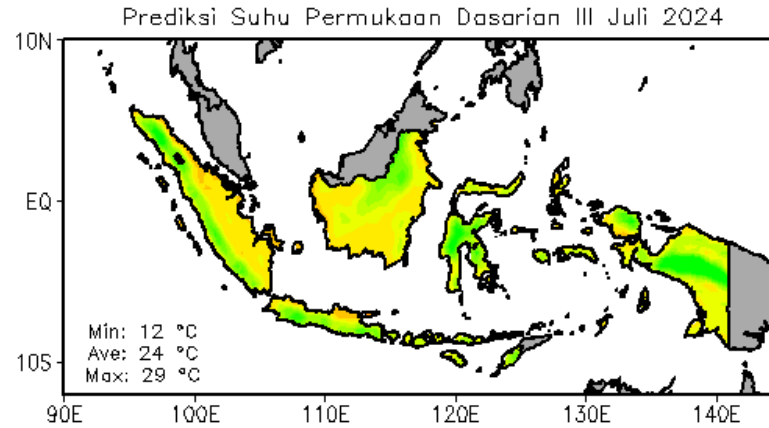 Prediksi Suhu Permukaan Dasarian III Juli 2024
10N
EQ
10S
Min: 12 °C
Ave: 24 °C
Max: 29 °C
90E 100E 110E 120E 130E 140E